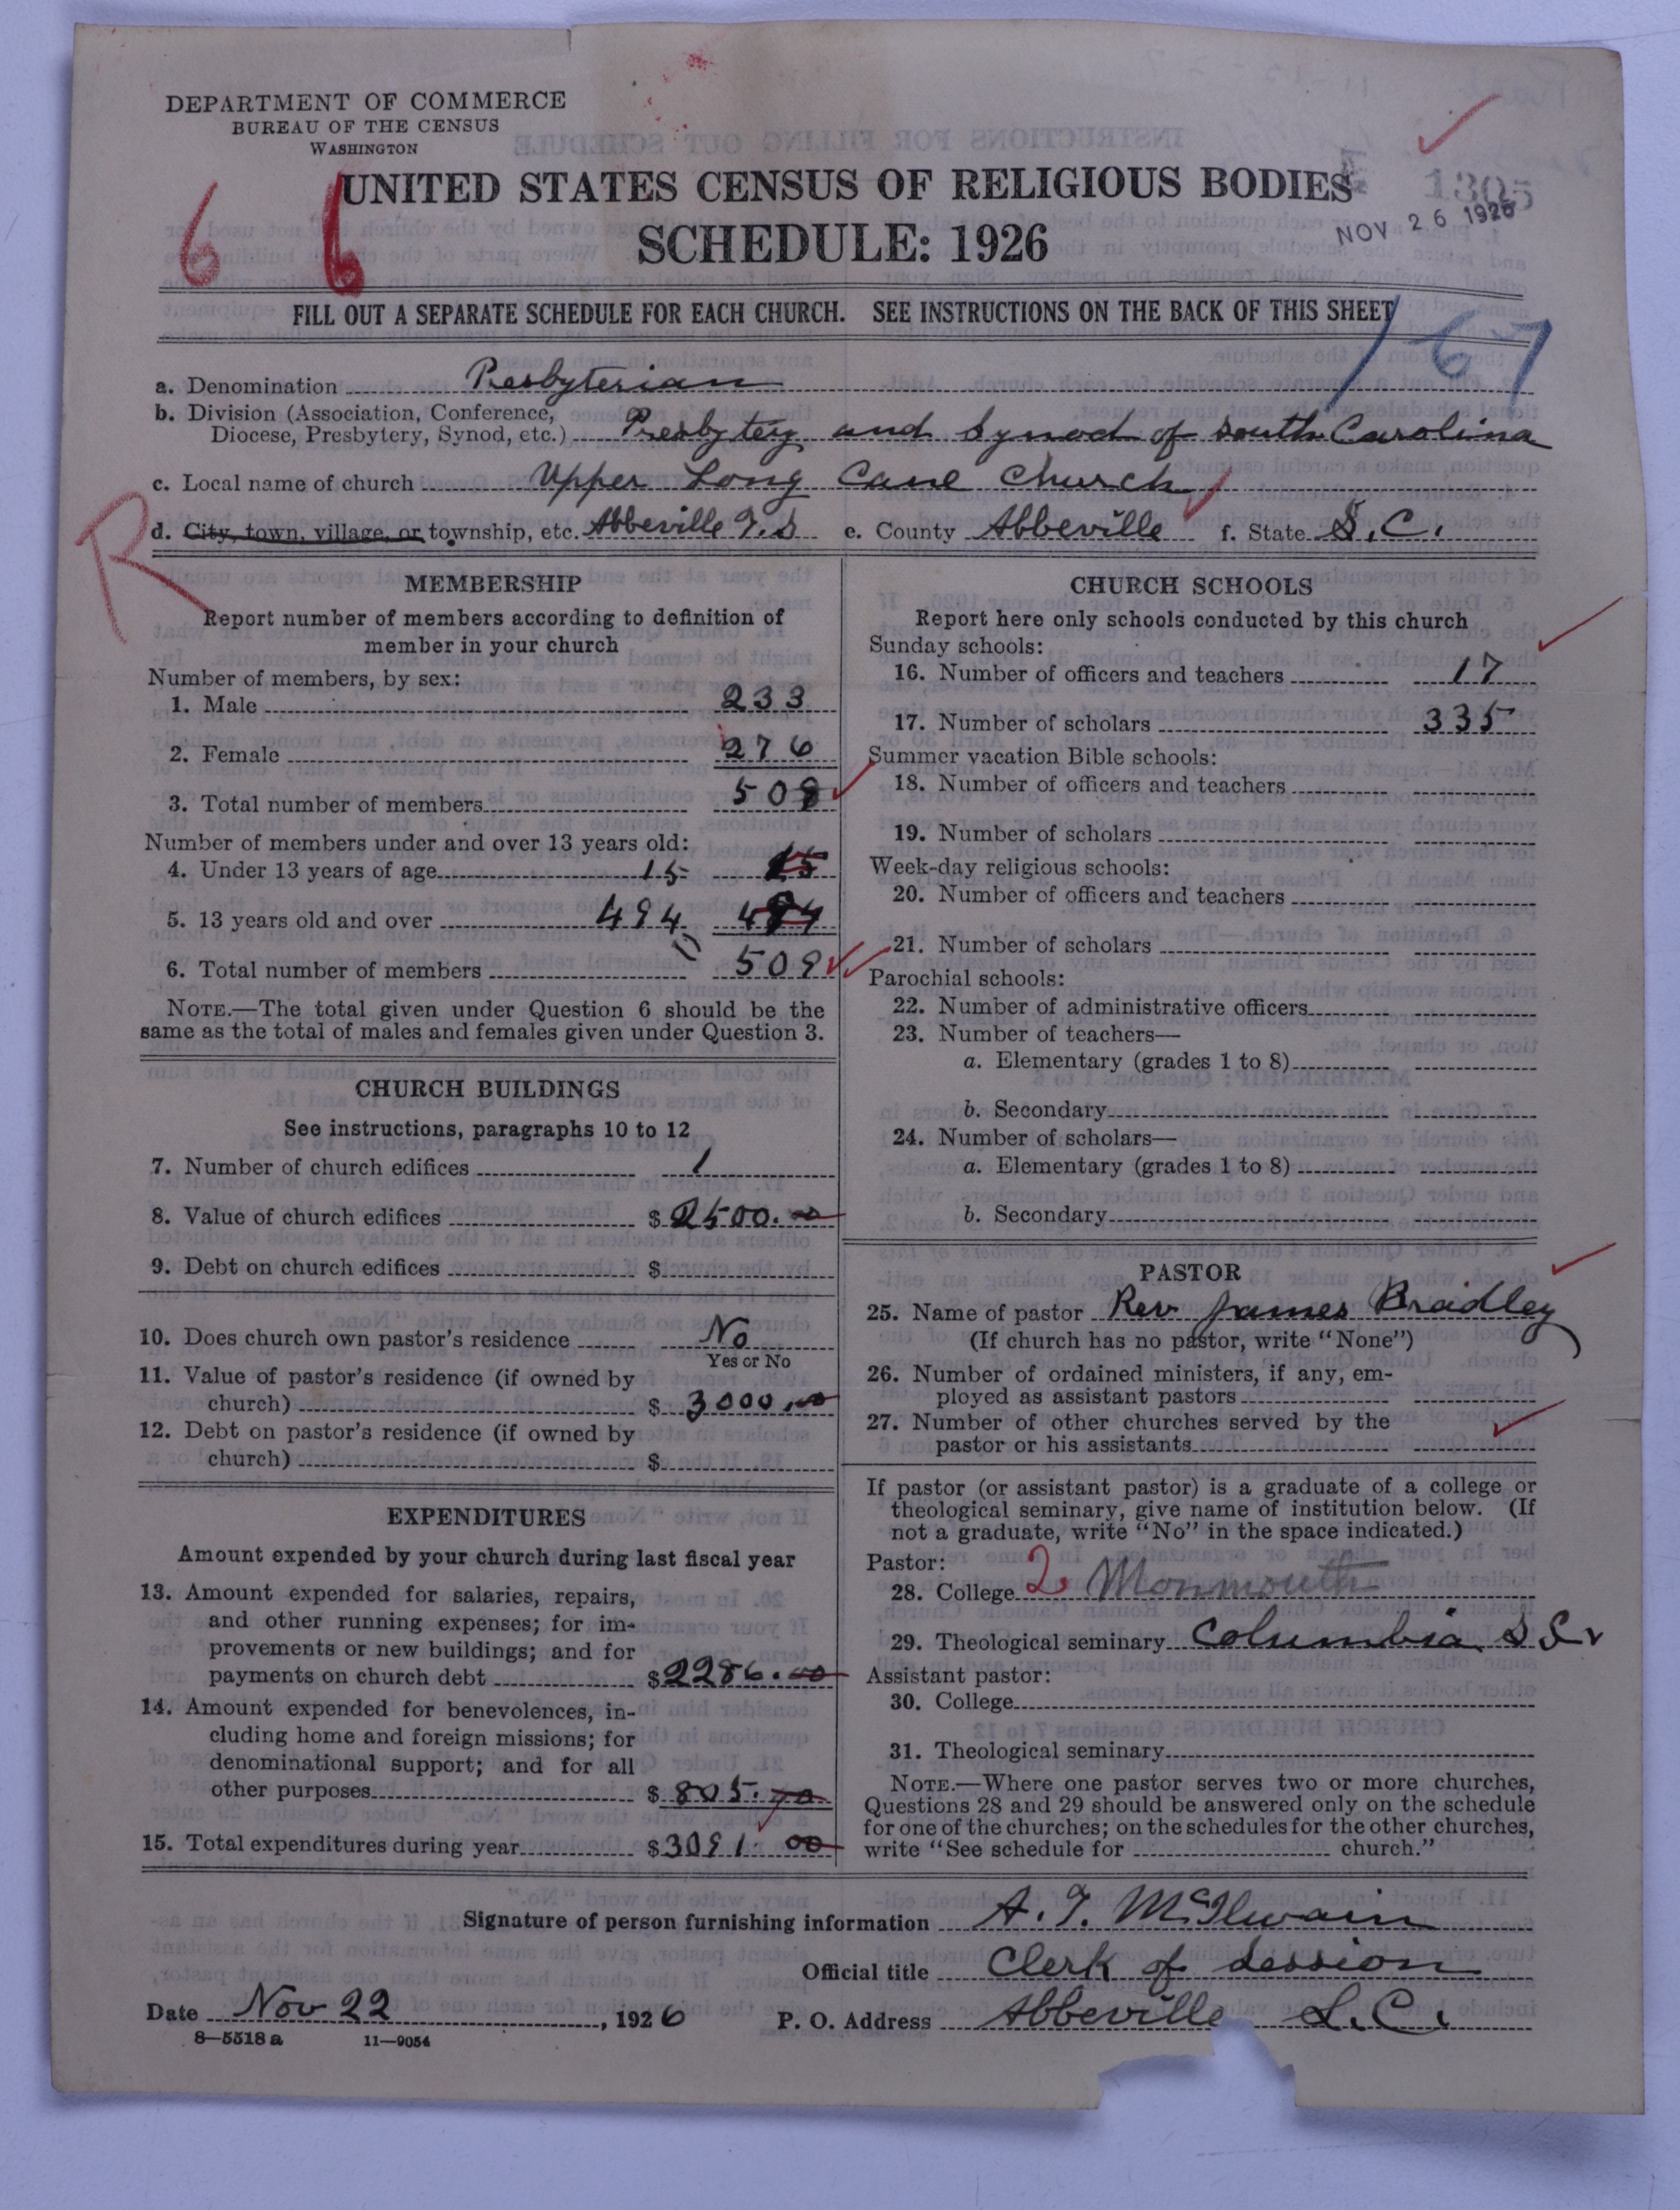 DEPARTMENT OF COMMERCE
BUREAU OF THE CENSUS
WASHINGTON
UNITED STATES CENSUS OF RELIGIOUS BODIES
SCHEDULE: 1926
1305
NOV 26 1926
6 6
FILL OUT A SEPARATE SCHEDULE FOR EACH CHURCH. SEE INSTRUCTIONS ON THE BACK OF THIS SHEET
167
a. Denomination Presbyterian
b. Division (Association, Conference,
Diocese, Presbytery, Synod, etc.) Presbytery and Synod of South Carolina
c. Local name of church Upper Long Cane Church
R
d. City, town, village, or township, etc. Abbeville T.S e. County Abbeville f. State S.C.
MEMBERSHIP
Report number of members according to definition of
member in your church
Number of members, by sex:
1. Male 233
2. Female 276
3. Total number of members 509
Number of members under and over 13 years old:
4. Under 13 years of age 15 15
5. 13 years old and over 494 494
6. Total number of members 509
NOTE.—The total given under Question 6 should be the
same as the total of males and females given under Question 3.
CHURCH BUILDINGS
See instructions, paragraphs 10 to 12
7. Number of church edifices 1
8. Value of church edifices $ 2500.00
9. Debt on church edifices $
10. Does church own pastor's residence No
Yes or No
11. Value of pastor's residence (if owned by
church) $ 3000.00
12. Debt on pastor's residence (if owned by
church) $
EXPENDITURES
Amount expended by your church during last fiscal year
13. Amount expended for salaries, repairs,
and other running expenses; for im-
provements or new buildings; and for
payments on church debt $ 2286.00
14. Amount expended for benevolences, in-
cluding home and foreign missions; for
denominational support; and for all
other purposes $ 805.
15. Total expenditures during year $ 3091 00
CHURCH SCHOOLS
Report here only schools conducted by this church
Sunday schools:
16. Number of officers and teachers 17
17. Number of scholars 335
Summer vacation Bible schools:
18. Number of officers and teachers
19. Number of scholars
Week-day religious schools:
20. Number of officers and teachers
21. Number of scholars
Parochial schools:
22. Number of administrative officers
23. Number of teachers—
a. Elementary (grades 1 to 8)
b. Secondary
24. Number of scholars—
a. Elementary (grades 1 to 8)
b. Secondary
PASTOR
25. Name of pastor Rev James Bradley
(If church has no pastor, write "None")
26. Number of ordained ministers, if any, em-
ployed as assistant pastors
27. Number of other churches served by the
pastor or his assistants
If pastor (or assistant pastor) is a graduate of a college or
theological seminary, give name of institution below. (If
not a graduate, write "No" in the space indicated.)
Pastor:
28. College 2 Monmouth
29. Theological seminary Columbia S C
Assistant pastor:
30. College
31. Theological seminary
NOTE.—Where one pastor serves two or more churches,
Questions 28 and 29 should be answered only on the schedule
for one of the churches; on the schedules for the other churches,
write "See schedule for church."
Signature of person furnishing information A. T. McIlwain
Official title Clerk of Session
Date Nov 22, 1926 P. O. Address Abbeville S.C.
8—5518 a 11—9054